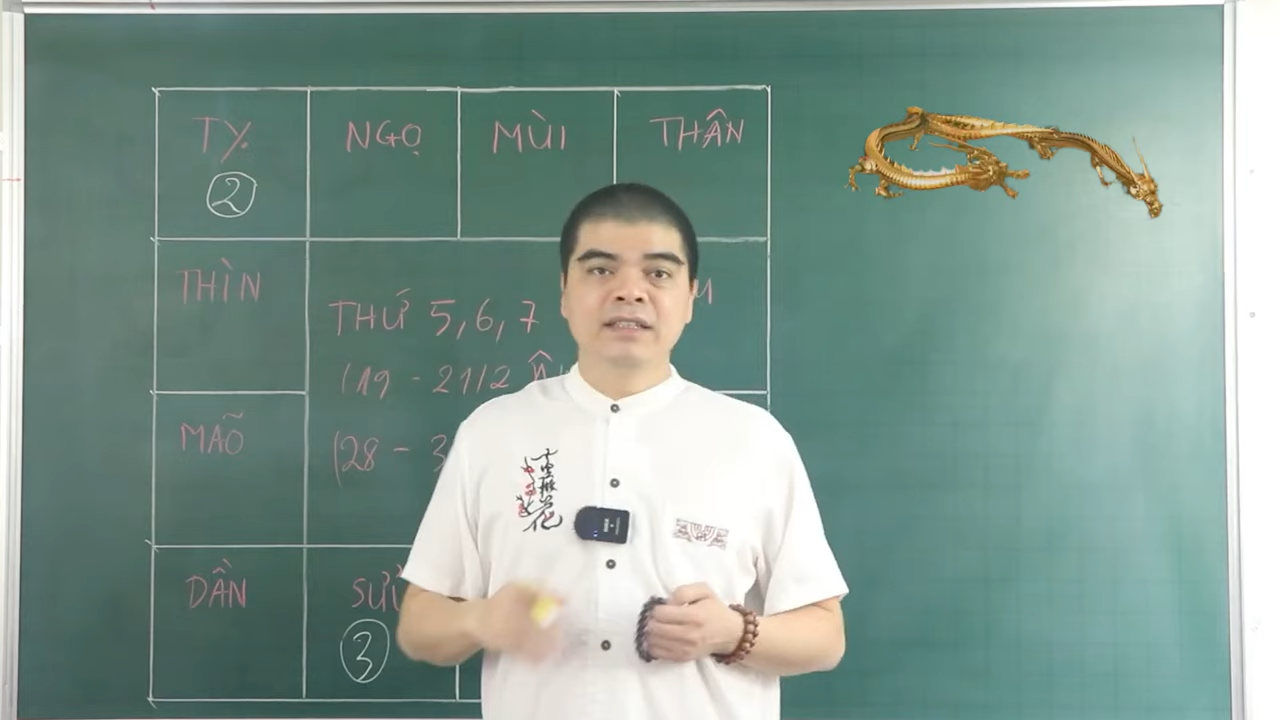 TỴ NGỌ MÙI THÂN
2
THÌN
THỨ 5,6,7
(19 - 21/2
MÃO
(28 -
DẦN SỬU
3